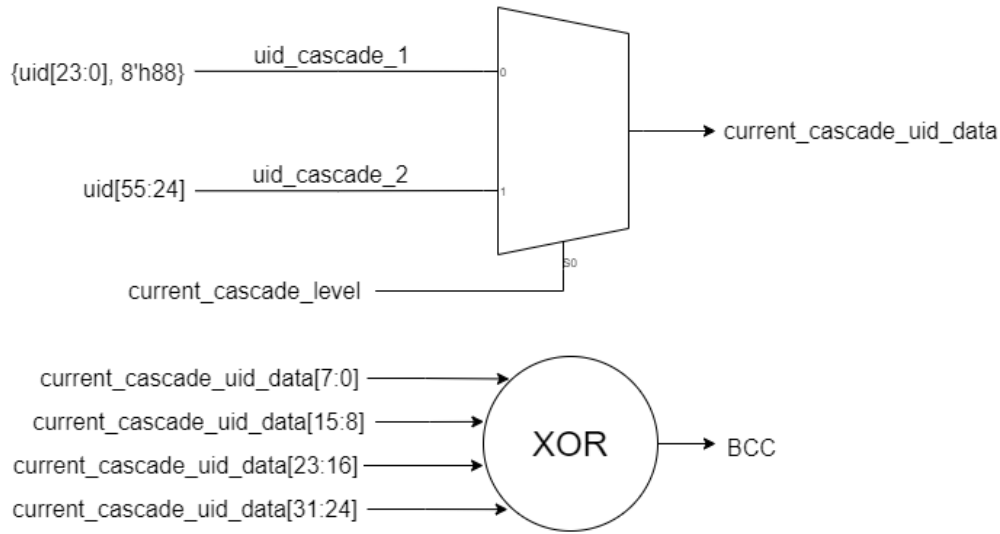 uid_cascade_1
{uid[23:0], 8'h88}
0
current_cascade_uid_data
uid_cascade_2
uid[55:24]
1
S0
current_cascade_level
current_cascade_uid_data[7:0]
current_cascade_uid_data[15:8]
XOR
BCC
current_cascade_uid_data[23:16]
current_cascade_uid_data[31:24]